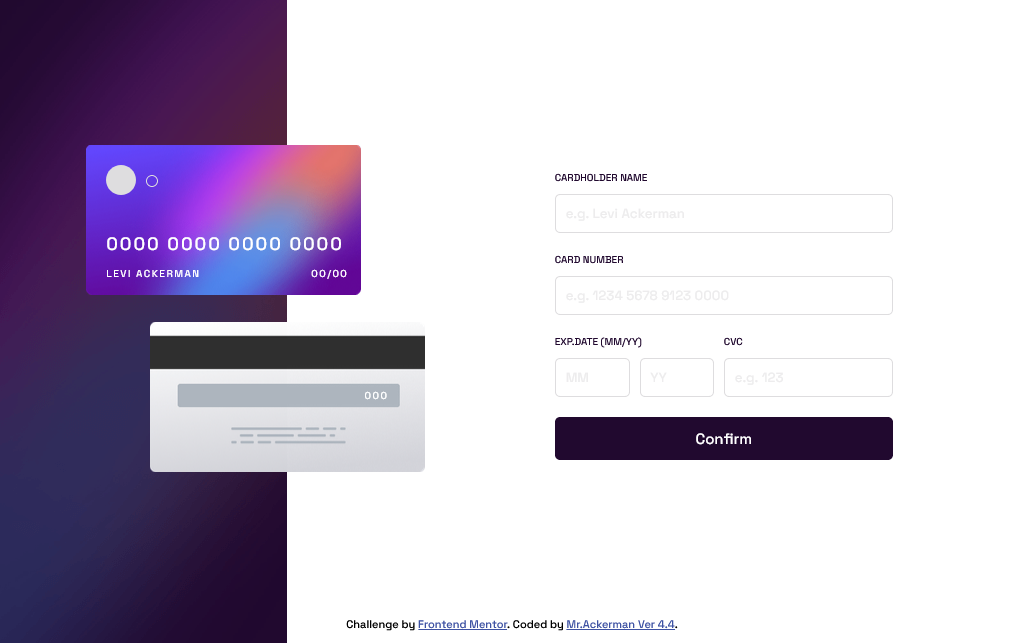 0000 0000 0000 0000
LEVI ACKERMAN 00/00
000
CARDHOLDER NAME
e.g. Levi Ackerman
CARD NUMBER
e.g. 1234 5678 9123 0000
EXP.DATE (MM/YY) CVC
MM YY e.g. 123
Confirm
Challenge by Frontend Mentor. Coded by Mr.Ackerman Ver 4.4.